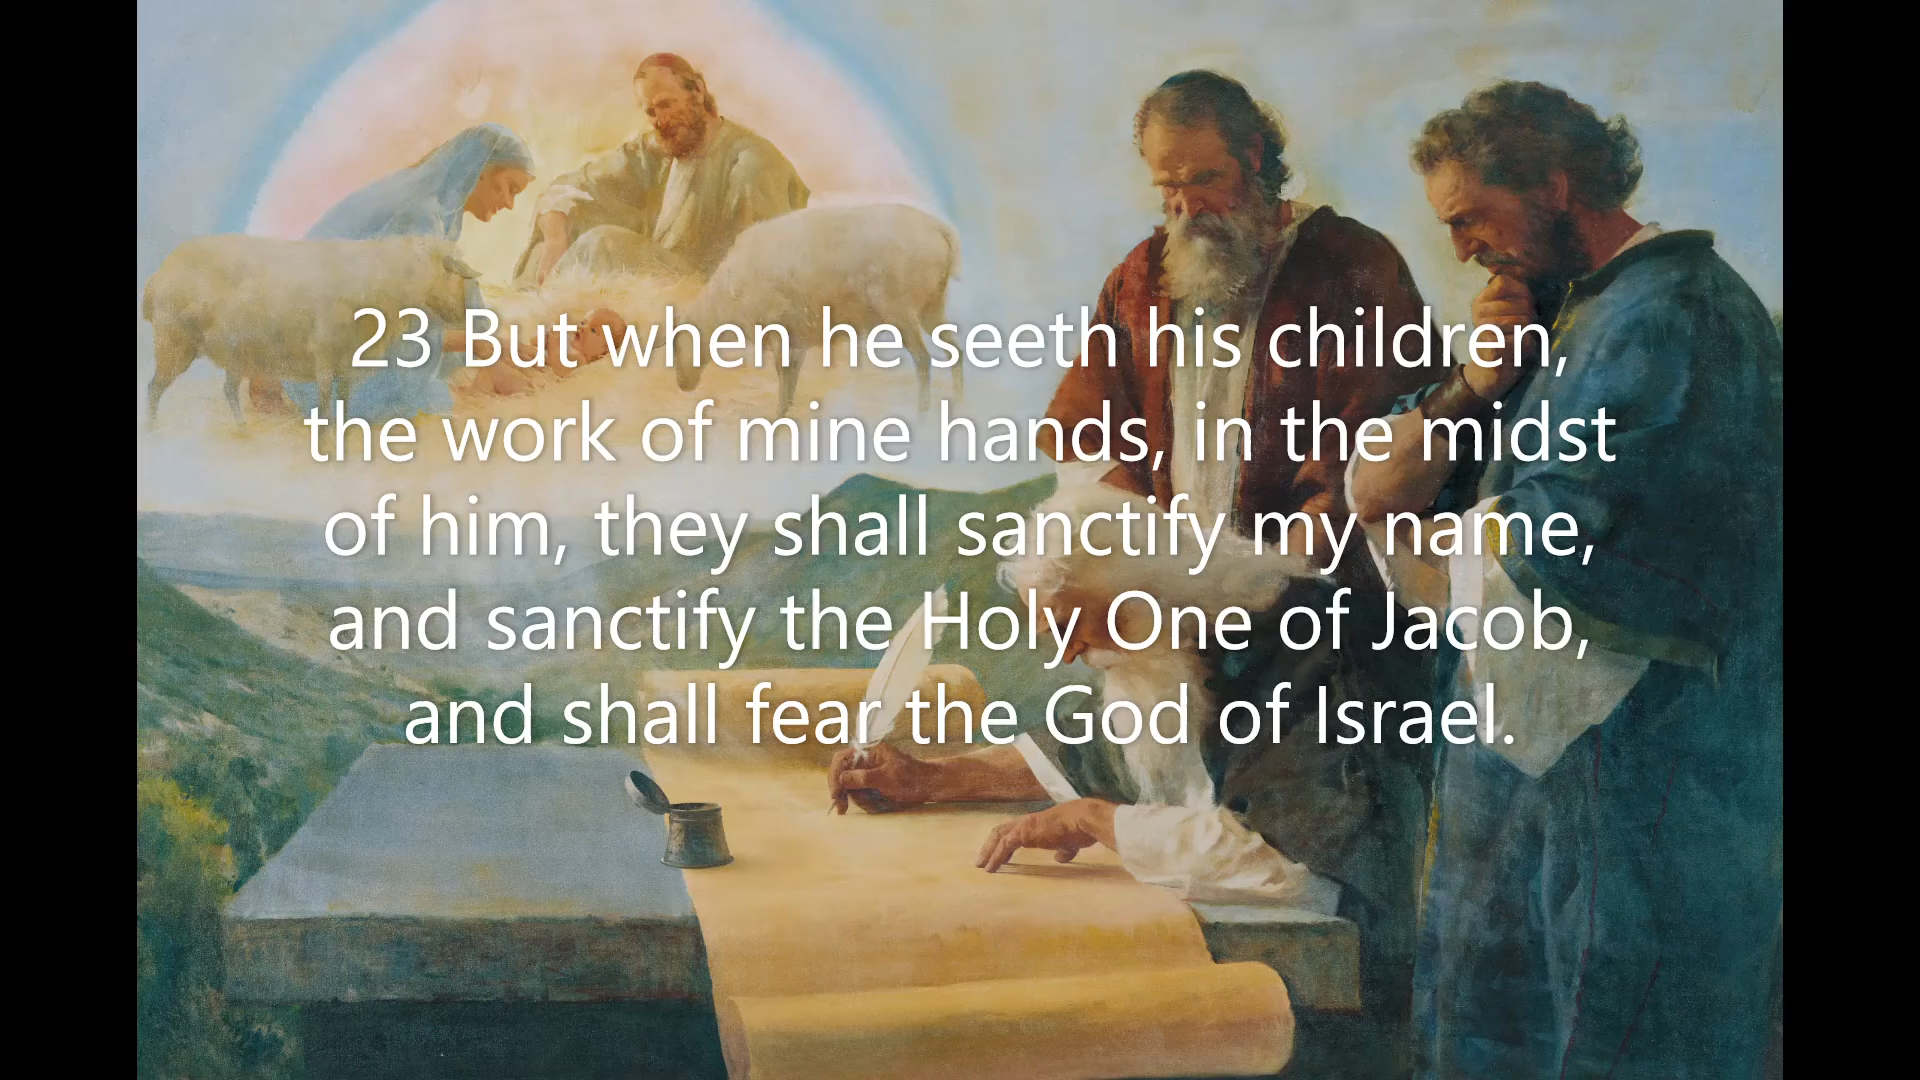 23 But when he seeth his children,
the work of mine hands, in the midst
of him, they shall sanctify my name,
and sanctify the Holy One of Jacob,
and shall fear the God of Israel.